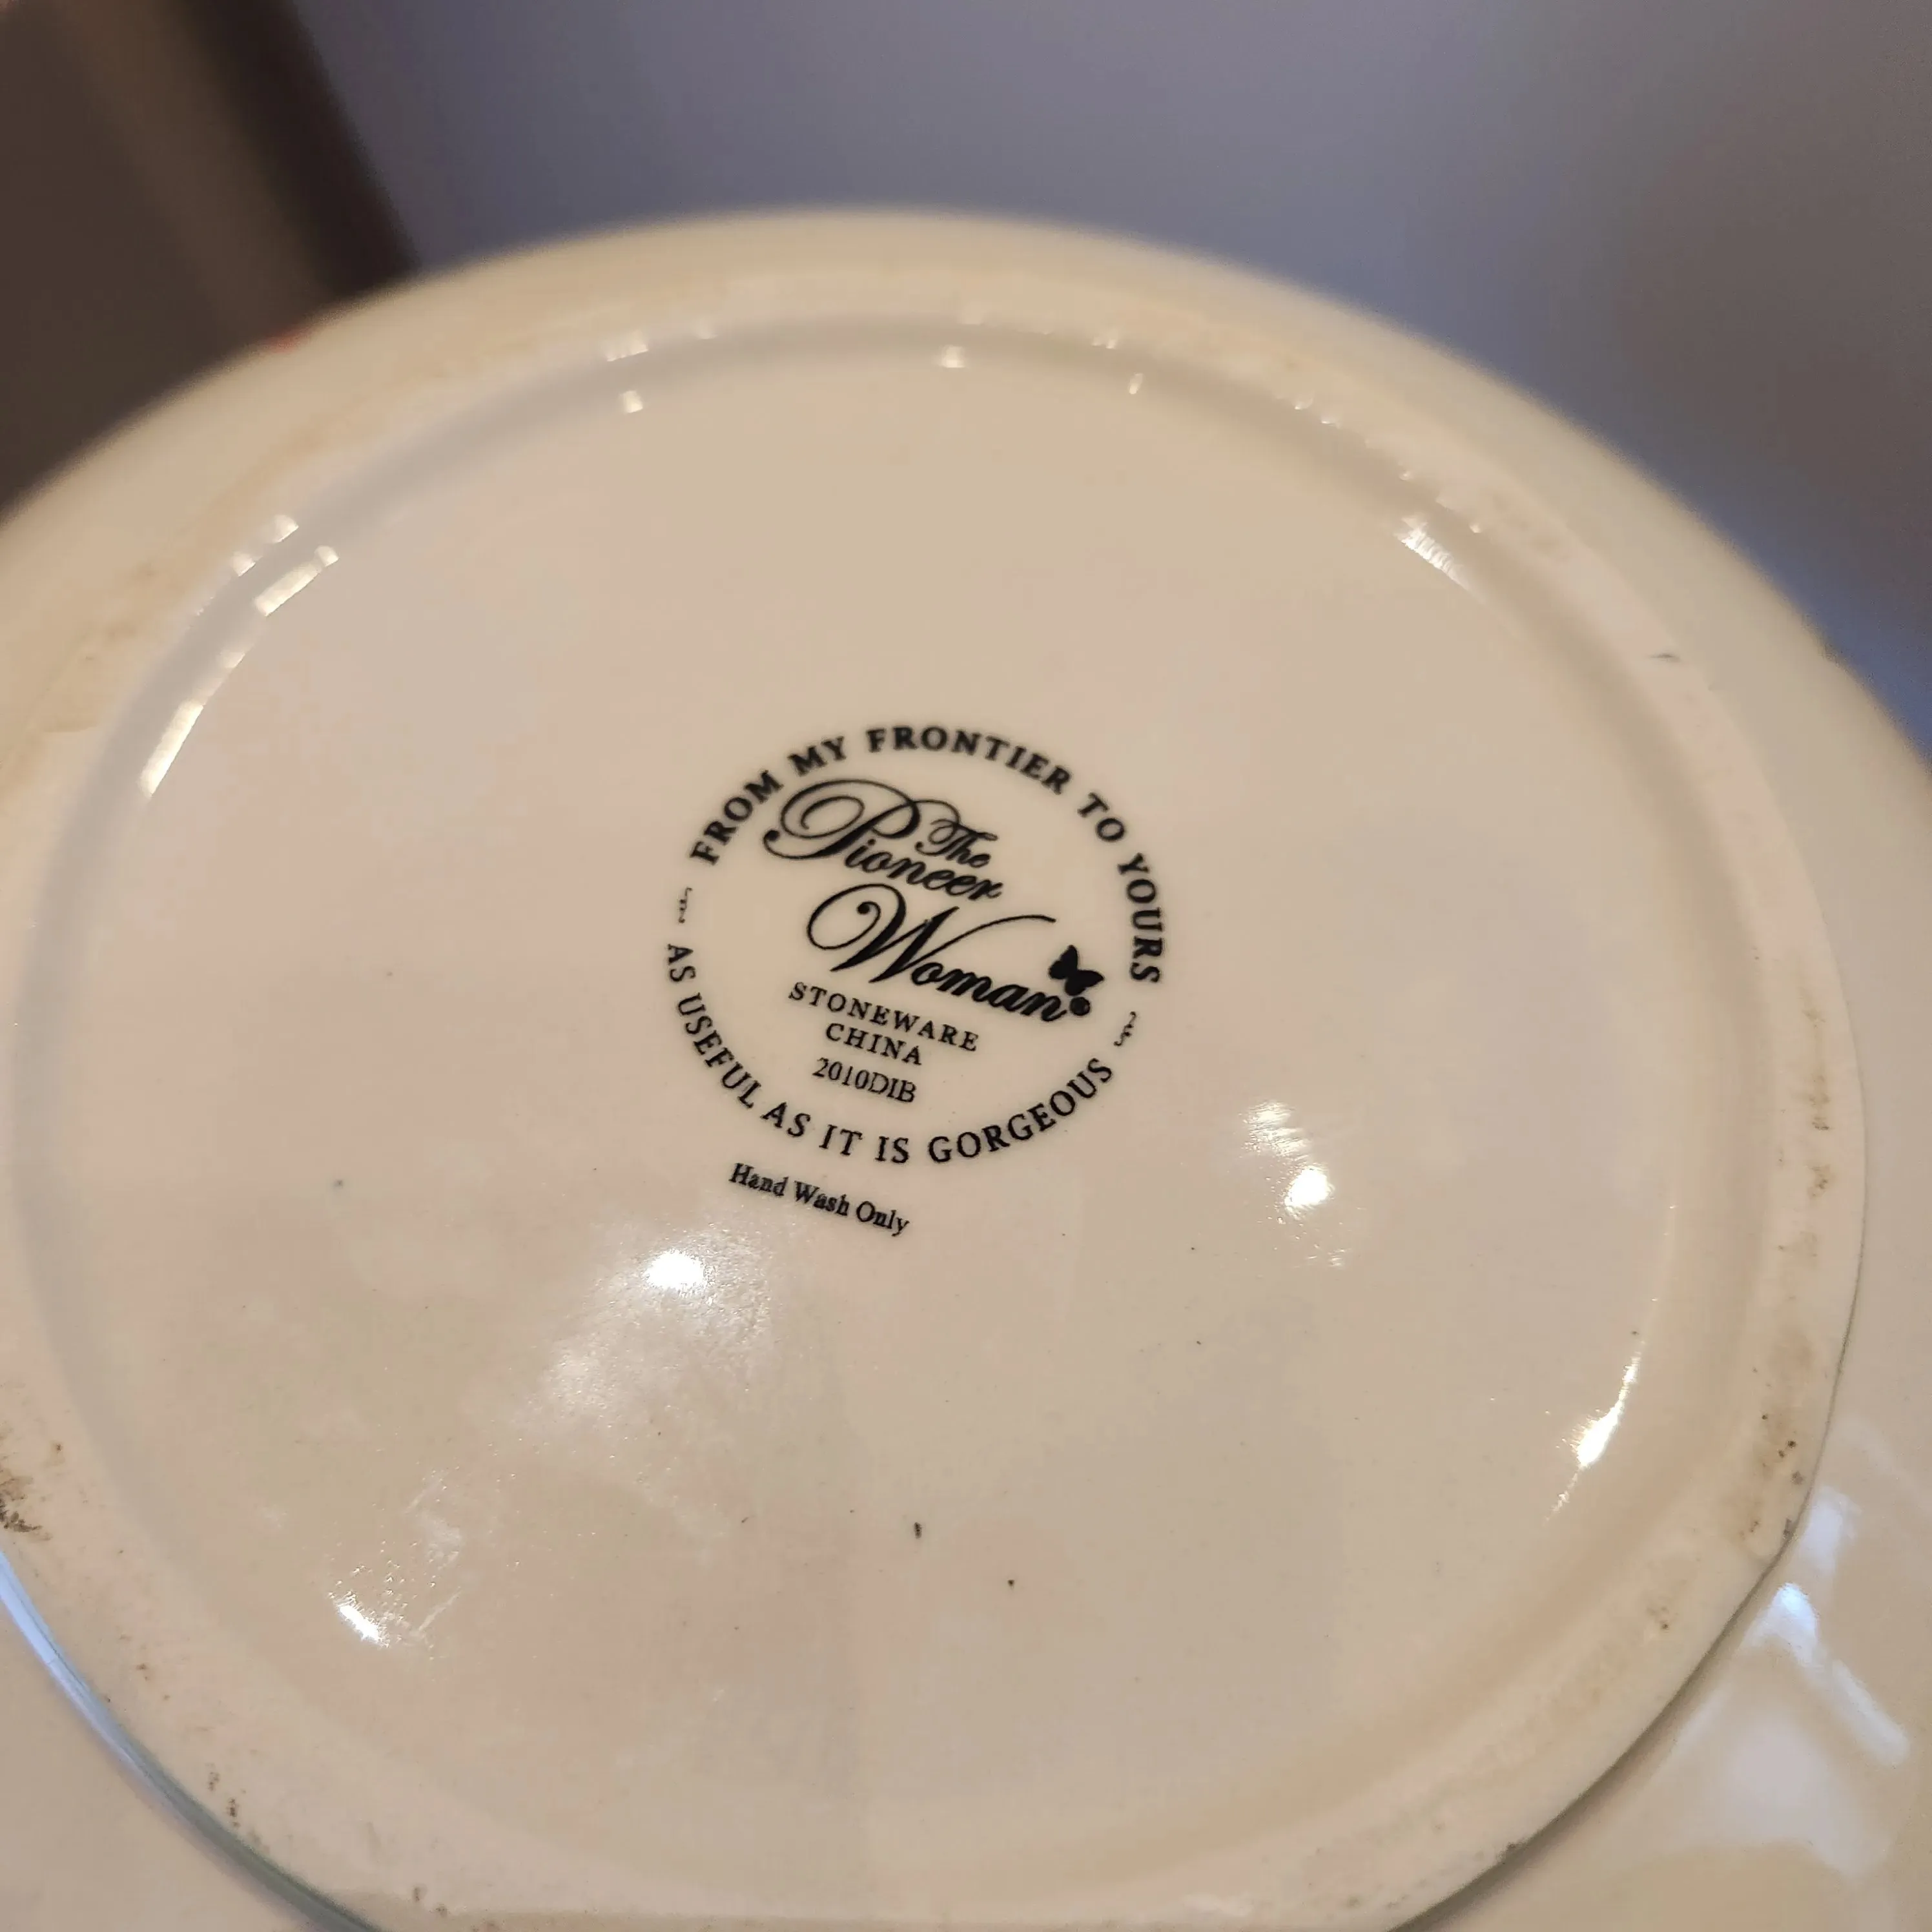 FROM MY FRONTIER TO YOURS
The
Pioneer
Woman®
STONEWARE
CHINA
2010DIB
AS USEFUL AS IT IS GORGEOUS
Hand Wash Only